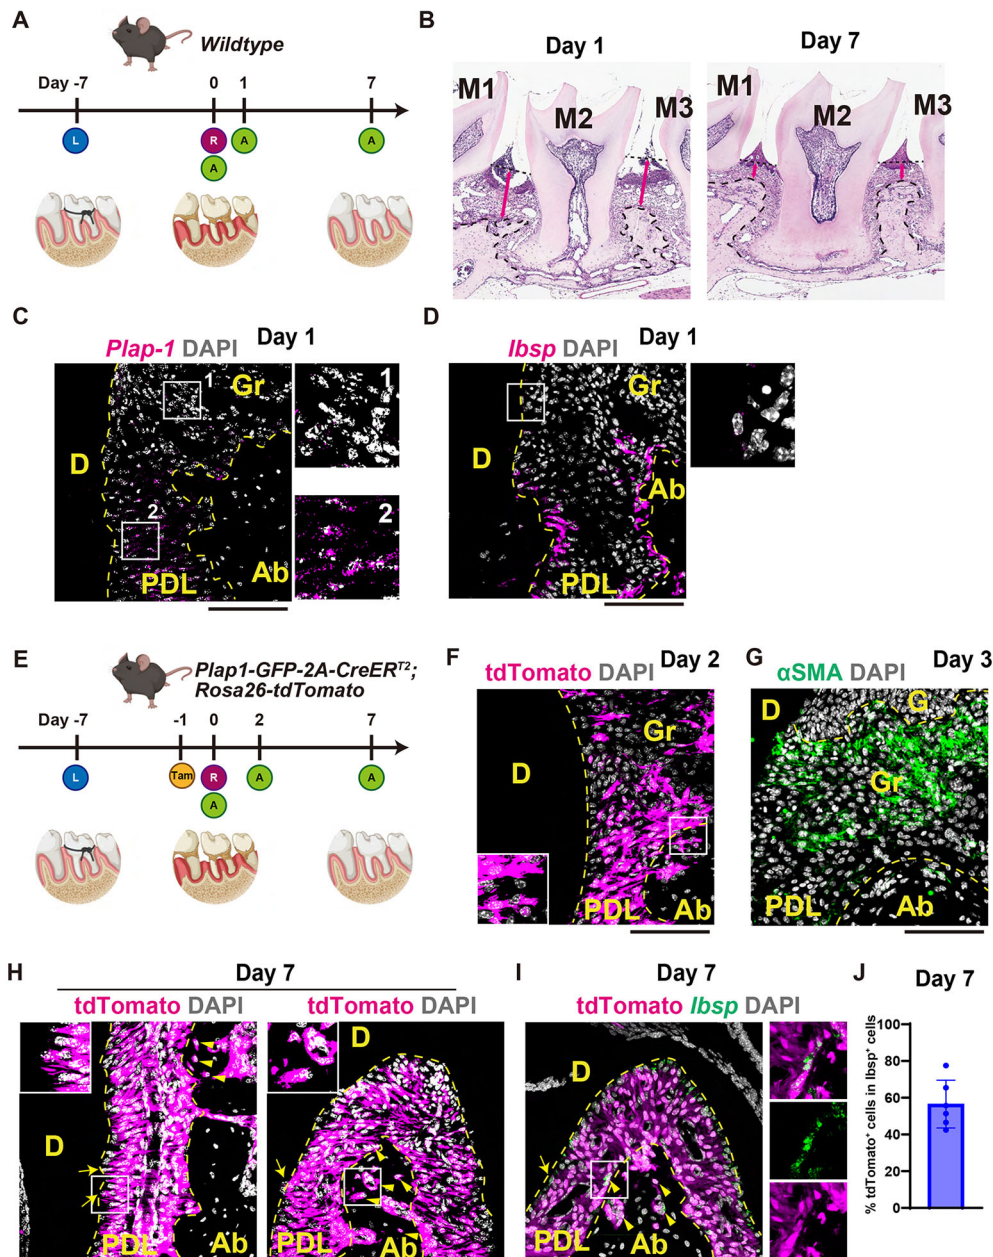 A
Wildtype
Day -7 0 1 7
L R A A
A
B
Day 1 Day 7
M1 M2 M3 M1 M2 M3
C
Day 1
Plap-1 DAPI
1 Gr 1
D
2 2
PDL Ab
D
Day 1
Ibsp DAPI
Gr
D
Ab
PDL
E
Plap1-GFP-2A-CreERT2;
Rosa26-tdTomato
Day -7 -1 0 2 7
L Tam R A A
A
F
Day 2
tdTomato DAPI
Gr
D
PDL Ab
G
Day 3
αSMA DAPI
D G
Gr
PDL Ab
H
Day 7
tdTomato DAPI tdTomato DAPI
D
D
PDL Ab PDL Ab
I
Day 7
tdTomato Ibsp DAPI
D
PDL Ab
J
Day 7
% tdTomato+ cells in Ibsp+ cells
100
80
60
40
20
0